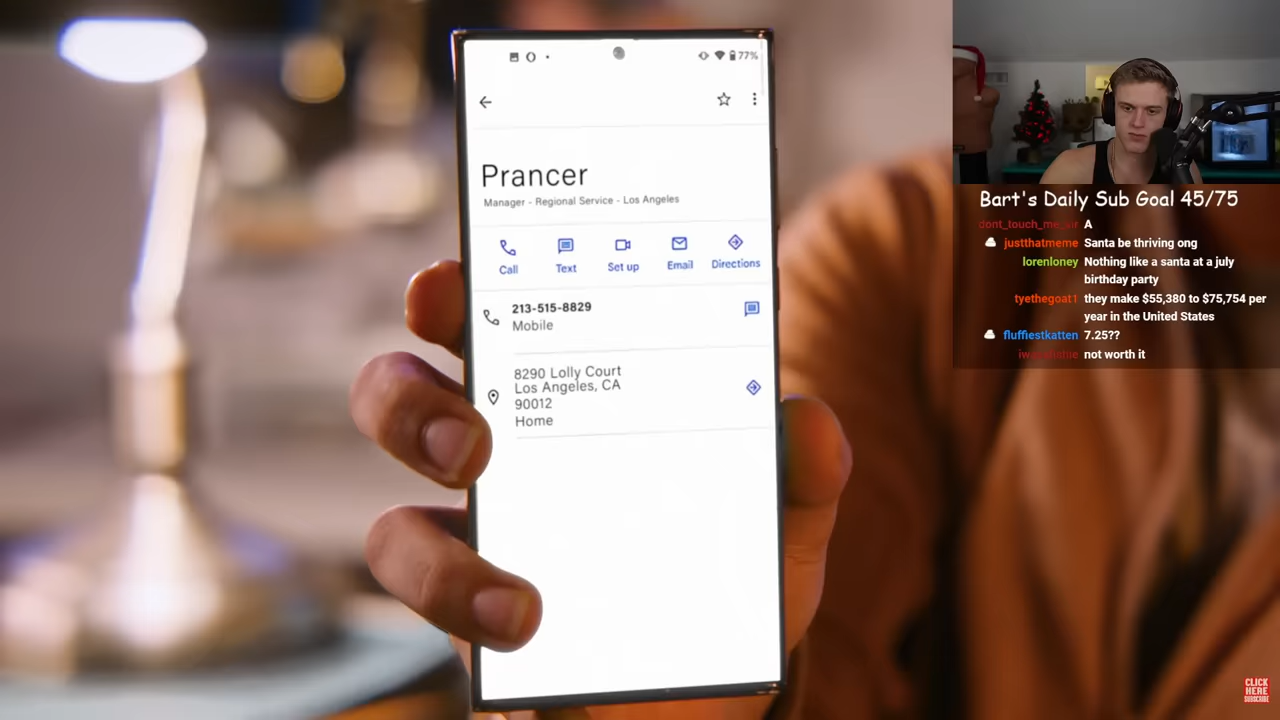 77%
Prancer
Manager - Regional Service - Los Angeles
Call
Text
Set up
Email
Directions
213-515-8829
Mobile
8290 Lolly Court
Los Angeles, CA
90012
Home
Bart's Daily Sub Goal 45/75
A
justthatmeme Santa be thriving ong
lorenloney Nothing like a santa at a july
birthday party
tyethegoat1 they make $55,380 to $75,754 per
year in the United States
fluffiestkatten 7.25??
not worth it
CLICK
HERE
SUBSCRIBE